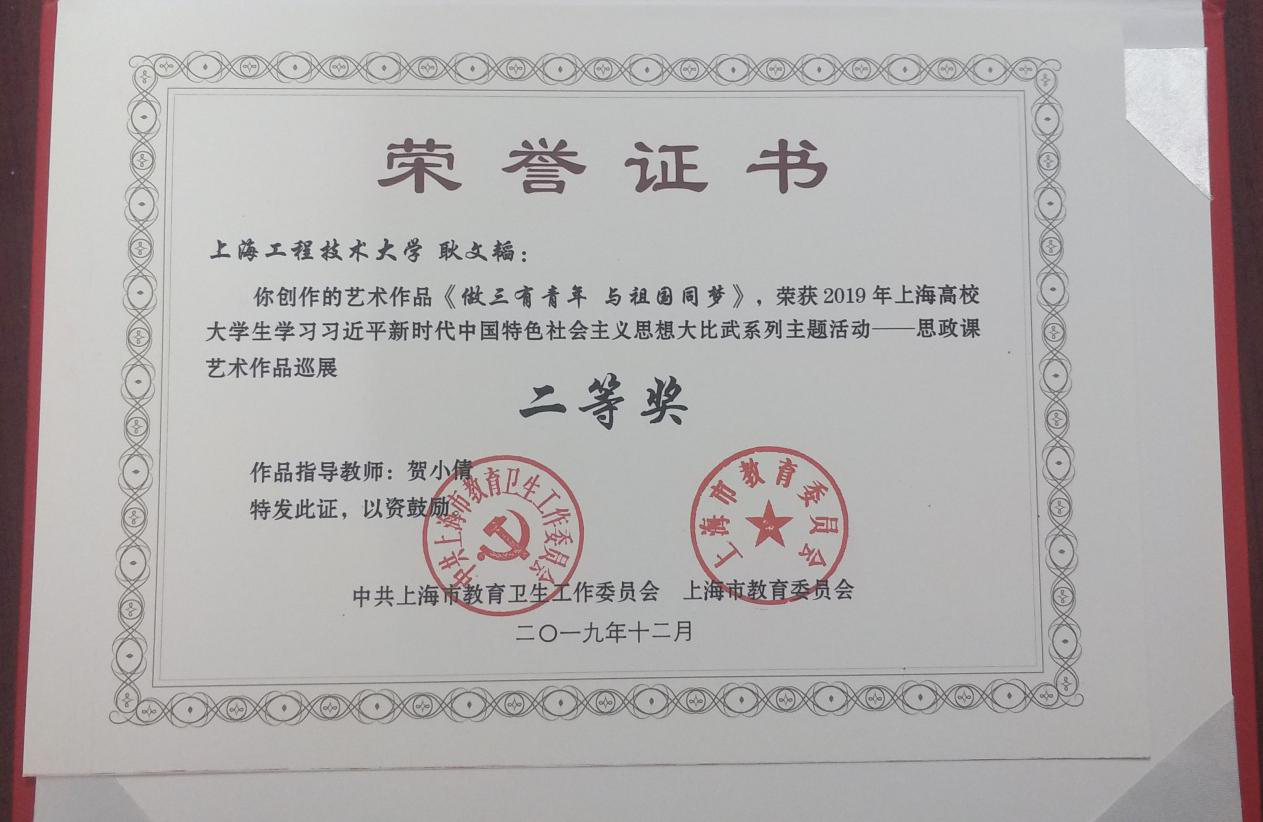 荣誉证书
上海工程技术大学 耿文韬：
你创作的艺术作品《做三有青年 与祖国同梦》，荣获 2019 年上海高校
大学生学习习近平新时代中国特色社会主义思想大比武系列主题活动——思政课
艺术作品巡展
二等奖
作品指导教师：贺小倩
特发此证，以资鼓励。
中共上海市教育卫生工作委员会
上海市教育委员会
中共上海市教育卫生工作委员会 上海市教育委员会
二〇一九年十二月